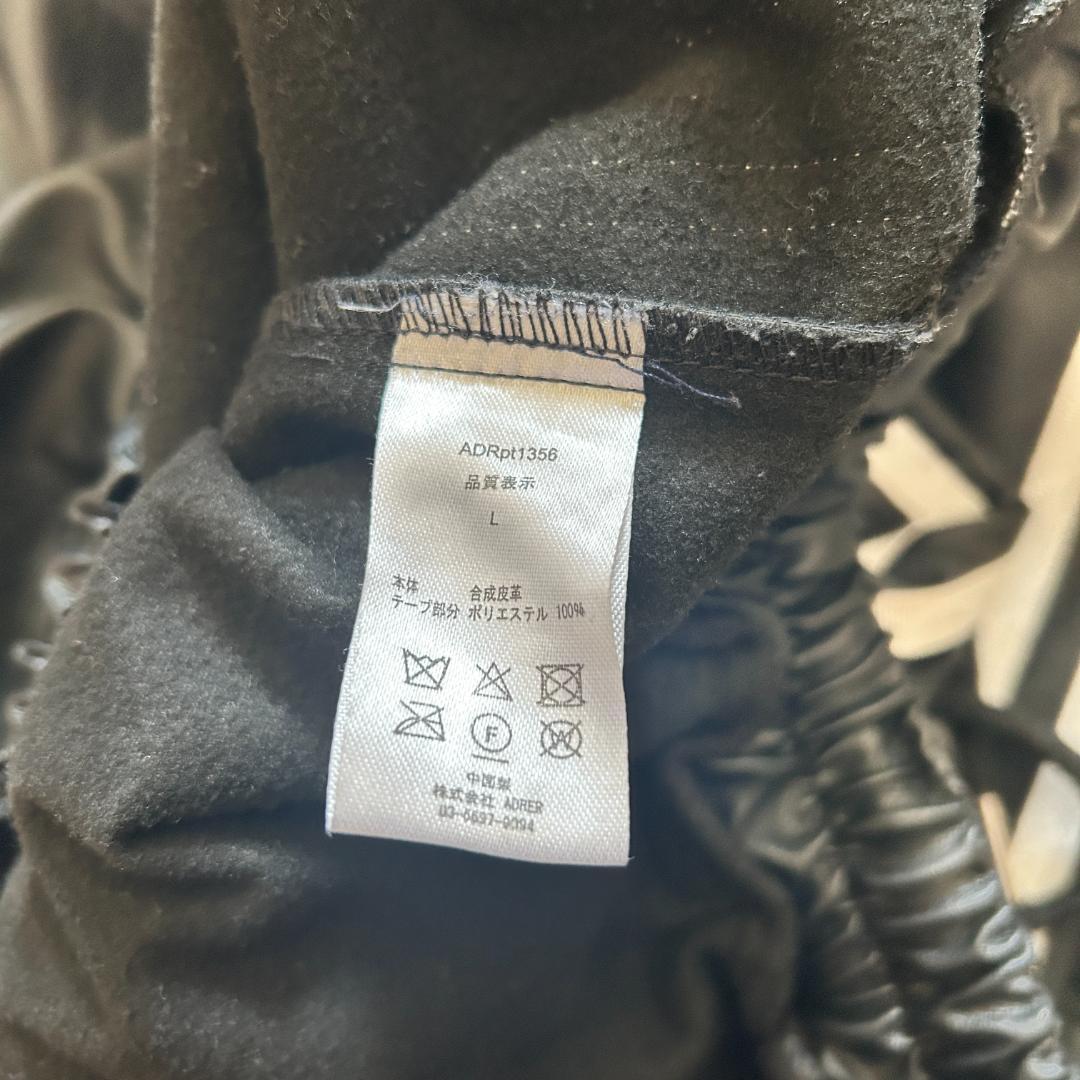 ADRpt1356
品質表示
L
本体 合成皮革
テープ部分 ポリエステル 100%
F
W
中国製
株式会社 ADRER